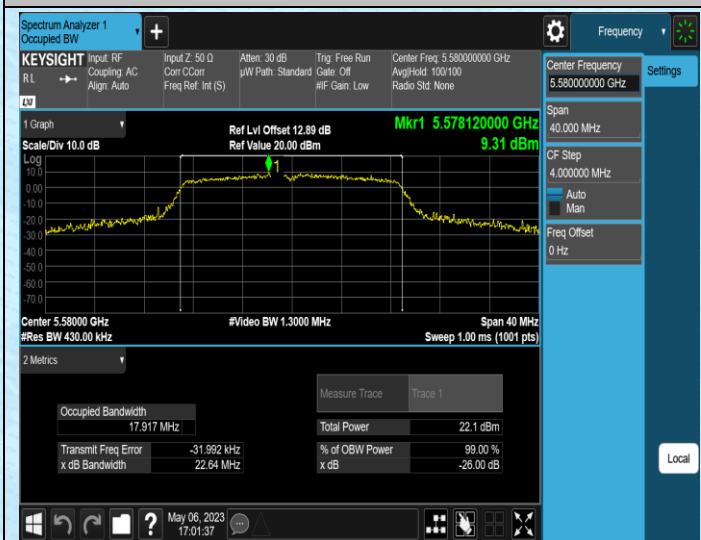 Spectrum Analyzer 1
Occupied BW
Frequency
KEYSIGHT
RL
LXI
Input: RF
Coupling: AC
Align: Auto
Input Z: 50 Ω
Corr CCorr
Freq Ref: Int (S)
Atten: 30 dB
µW Path: Standard
Trig: Free Run
Gate: Off
#IF Gain: Low
Center Freq: 5.580000000 GHz
Avg|Hold: 100/100
Radio Std: None
Center Frequency
5.580000000 GHz
Settings
Span
40.000 MHz
CF Step
4.000000 MHz
Auto
Man
Freq Offset
0 Hz
1 Graph
Scale/Div 10.0 dB
Ref Lvl Offset 12.89 dB
Ref Value 20.00 dBm
Mkr1 5.578120000 GHz
9.31 dBm
Log
10.0
0.00
-10.0
-20.0
-30.0
-40.0
-50.0
-60.0
-70.0
1
Center 5.58000 GHz
#Video BW 1.3000 MHz
Span 40 MHz
#Res BW 430.00 kHz
Sweep 1.00 ms (1001 pts)
2 Metrics
Measure Trace
Trace 1
Occupied Bandwidth
17.917 MHz
Total Power
22.1 dBm
Transmit Freq Error
-31.992 kHz
% of OBW Power
99.00 %
x dB Bandwidth
22.64 MHz
x dB
-26.00 dB
Local
May 06, 2023
17:01:37